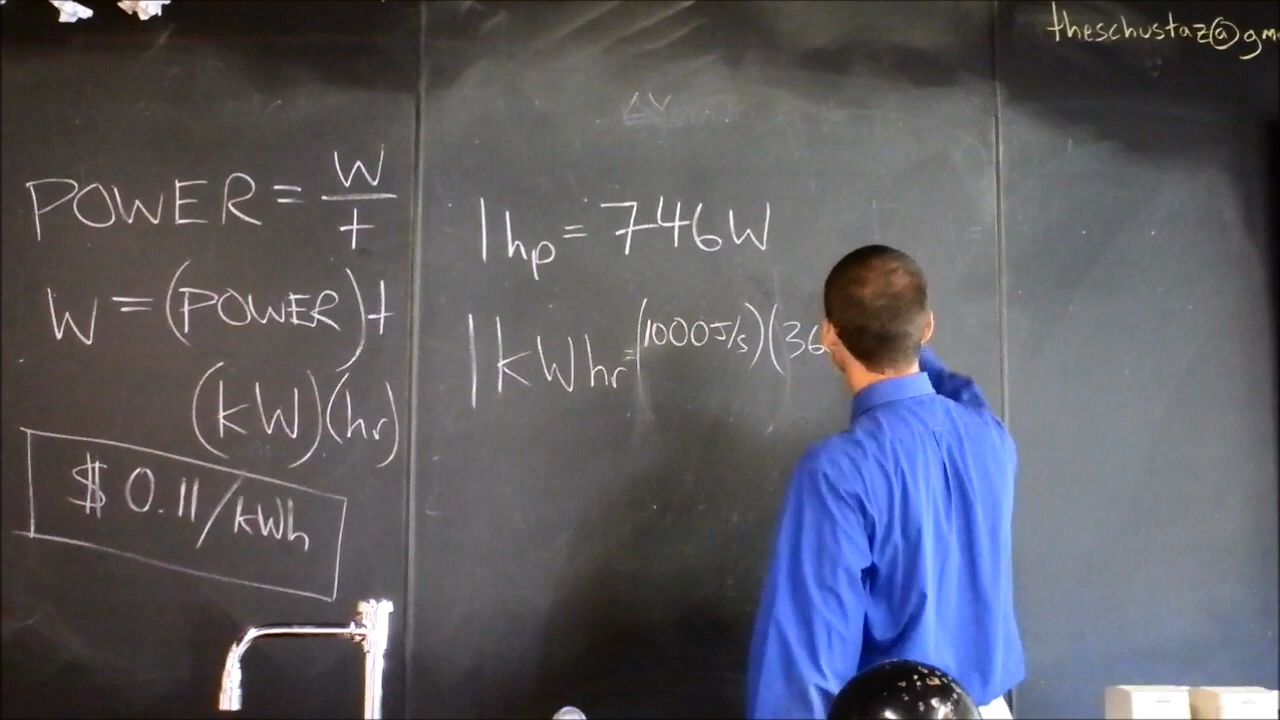 POWER = W/t
W = (POWER)t
(kW)(hr)
$0.11/kWh
1hp = 746W
1kWhr = (1000J/s)(36
theschustaz@gm